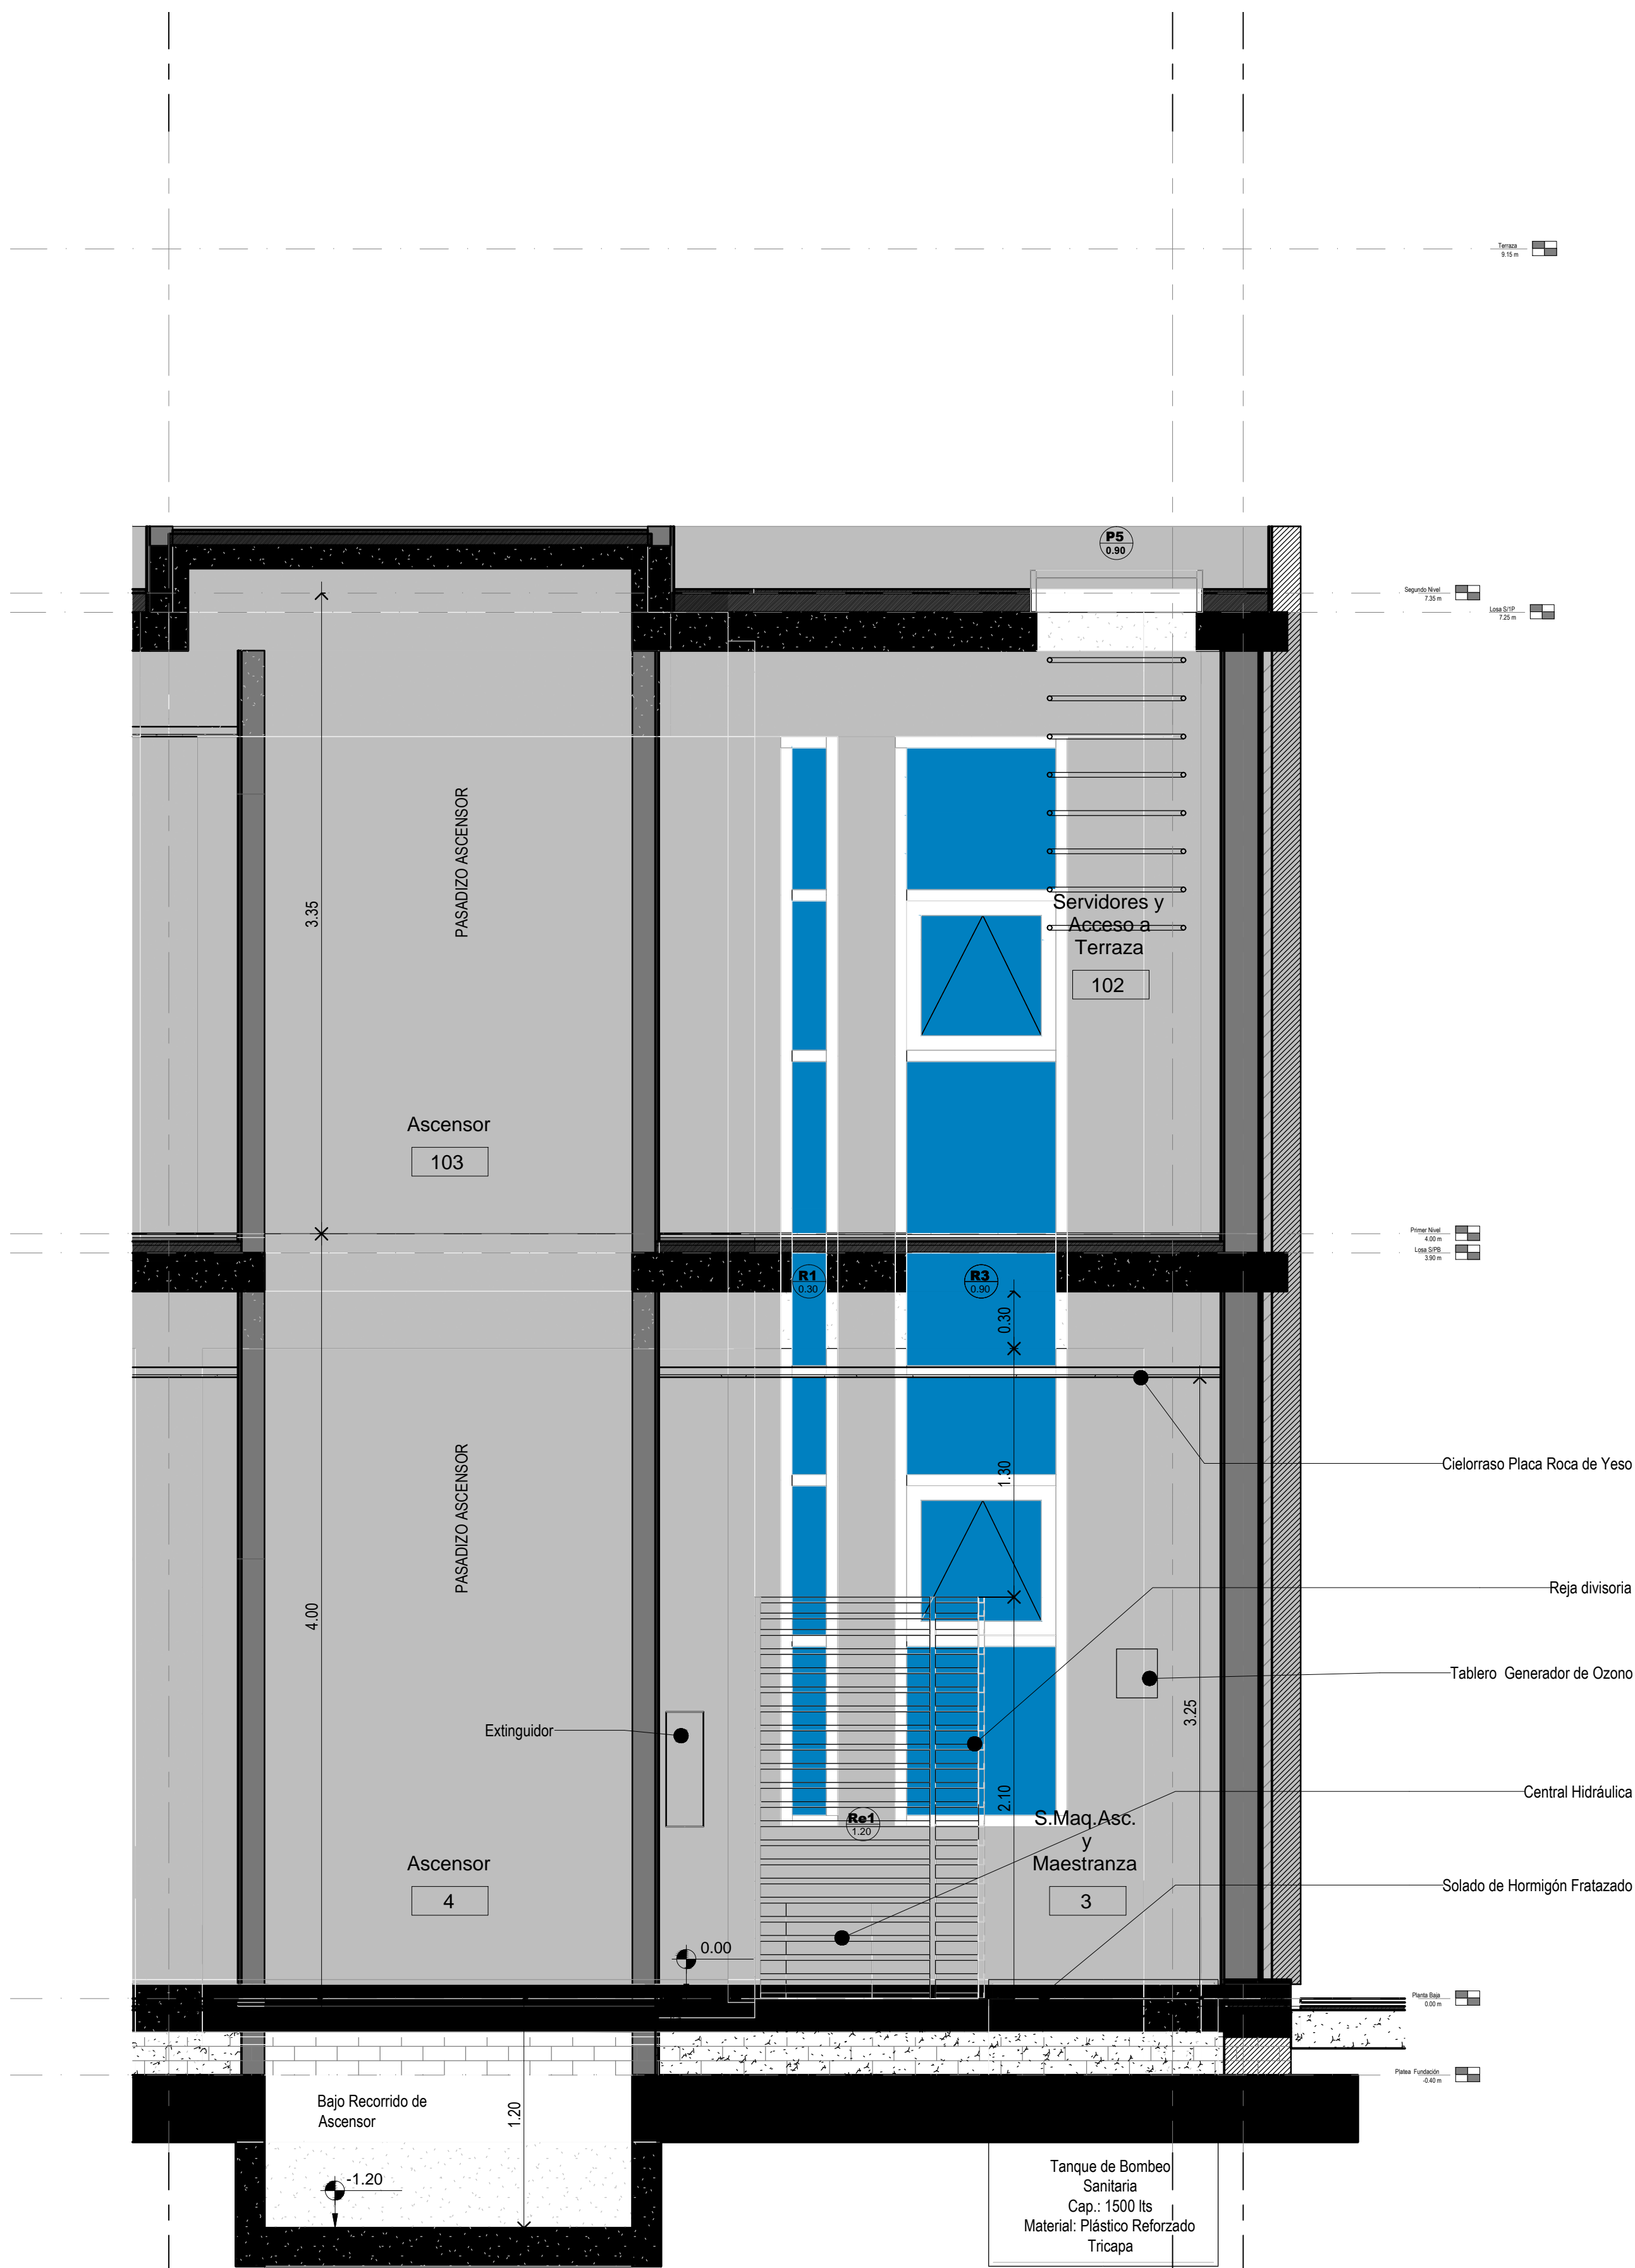 Terraza
9.15 m
P5
0.90
Segundo Nivel
7.35 m
Losa S/1P
7.25 m
3.35
PASADIZO ASCENSOR
Servidores y
Acceso a
Terraza
102
Ascensor
103
Primer Nivel
4.00 m
Losa S/PB
3.90 m
R1
0.30
R3
0.90
0.30
Cielorraso Placa Roca de Yeso
1.30
PASADIZO ASCENSOR
4.00
Reja divisoria
Tablero Generador de Ozono
3.25
Extinguidor
Central Hidráulica
2.10
Re1
1.20
S.Maq.Asc.
y
Maestranza
3
Ascensor
4
Solado de Hormigón Fratazado
0.00
Planta Baja
0.00 m
Platea Fundación
-0.40 m
Bajo Recorrido de
Ascensor
1.20
-1.20
Tanque de Bombeo
Sanitaria
Cap.: 1500 lts
Material: Plástico Reforzado
Tricapa